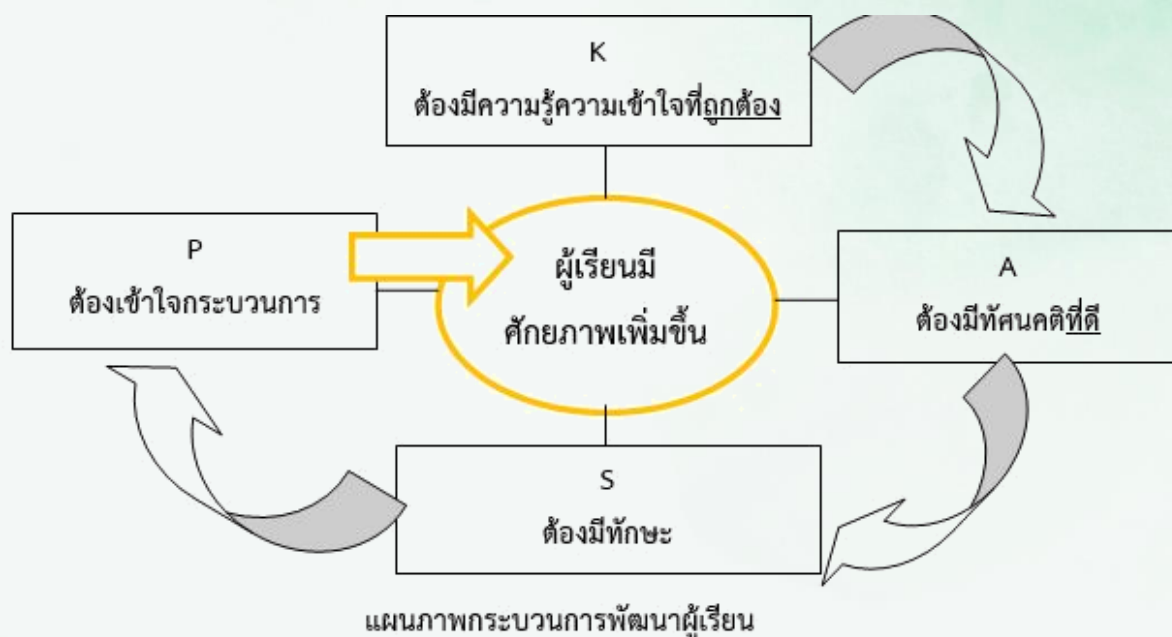 K
ต้องมีความรู้ความเข้าใจที่ถูกต้อง
P
ต้องเข้าใจกระบวนการ
ผู้เรียนมี
ศักยภาพเพิ่มขึ้น
A
ต้องมีทัศนคติที่ดี
S
ต้องมีทักษะ
แผนภาพกระบวนการพัฒนาผู้เรียน